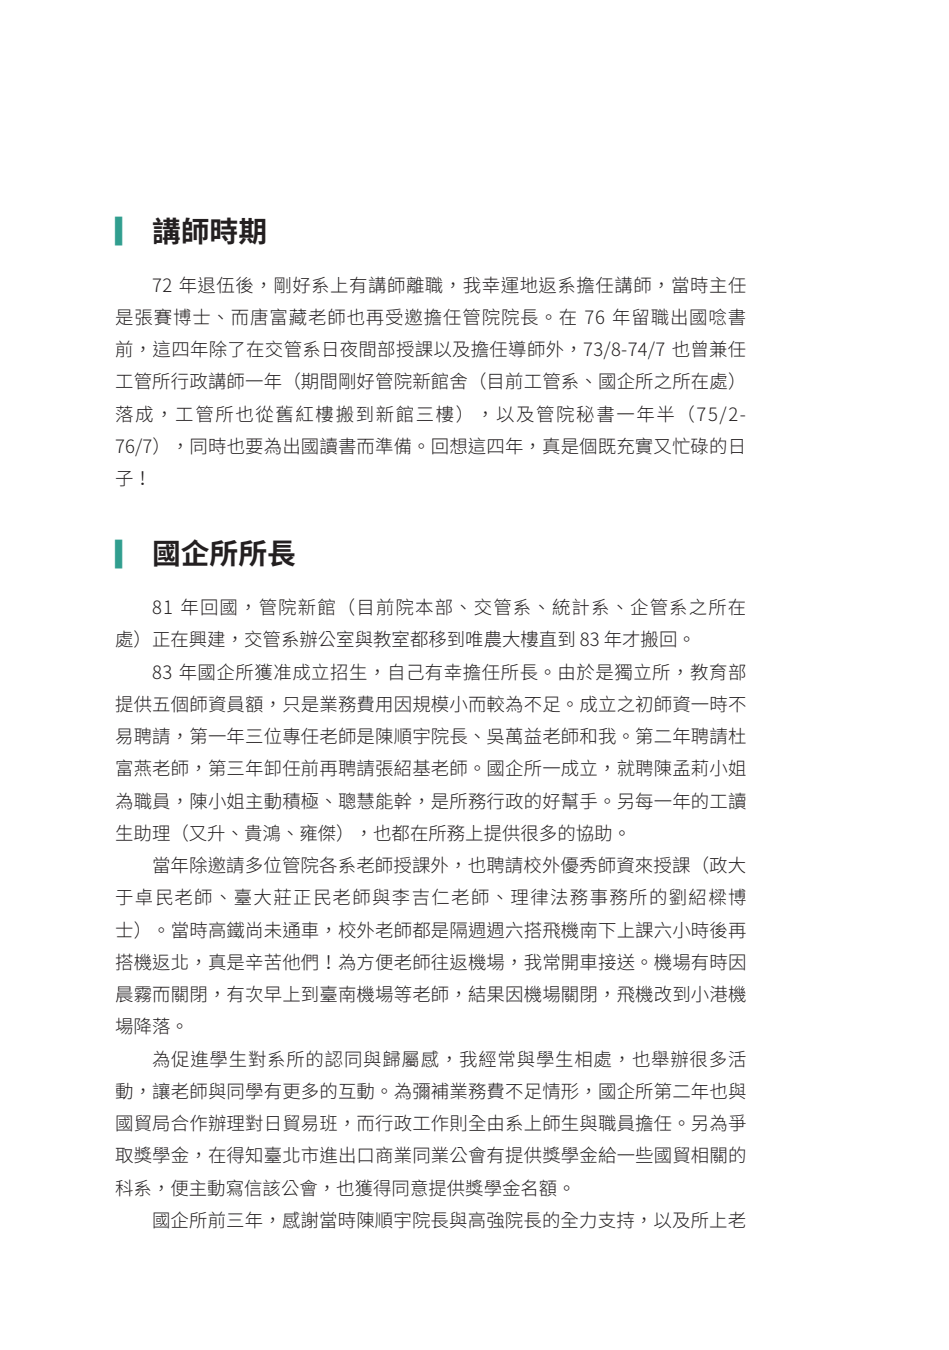 講師時期
72 年退伍後，剛好系上有講師離職，我幸運地返系擔任講師，當時主任
是張賽博士、而唐富藏老師也再受邀擔任管院院長。在 76 年留職出國唸書
前，這四年除了在交管系日夜間部授課以及擔任導師外，73/8-74/7 也曾兼任
工管所行政講師一年（期間剛好管院新館舍（目前工管系、國企所之所在處）
落成，工管所也從舊紅樓搬到新館三樓），以及管院秘書一年半（75/2-
76/7），同時也要為出國讀書而準備。回想這四年，真是個既充實又忙碌的日
子！
國企所所長
81 年回國，管院新館（目前院本部、交管系、統計系、企管系之所在
處）正在興建，交管系辦公室與教室都移到唯農大樓直到 83 年才搬回。
83 年國企所獲准成立招生，自己有幸擔任所長。由於是獨立所，教育部
提供五個師資員額，只是業務費用因規模小而較為不足。成立之初師資一時不
易聘請，第一年三位專任老師是陳順宇院長、吳萬益老師和我。第二年聘請杜
富燕老師，第三年卸任前再聘請張紹基老師。國企所一成立，就聘陳孟莉小姐
為職員，陳小姐主動積極、聰慧能幹，是所務行政的好幫手。另每一年的工讀
生助理（又升、貴鴻、雍傑），也都在所務上提供很多的協助。
當年除邀請多位管院各系老師授課外，也聘請校外優秀師資來授課（政大
于卓民老師、臺大莊正民老師與李吉仁老師、理律法務事務所的劉紹樑博
士）。當時高鐵尚未通車，校外老師都是隔週週六搭飛機南下上課六小時後再
搭機返北，真是辛苦他們！為方便老師往返機場，我常開車接送。機場有時因
晨霧而關閉，有次早上到臺南機場等老師，結果因機場關閉，飛機改到小港機
場降落。
為促進學生對系所的認同與歸屬感，我經常與學生相處，也舉辦很多活
動，讓老師與同學有更多的互動。為彌補業務費不足情形，國企所第二年也與
國貿局合作辦理對日貿易班，而行政工作則全由系上師生與職員擔任。另為爭
取獎學金，在得知臺北市進出口商業同業公會有提供獎學金給一些國貿相關的
科系，便主動寫信該公會，也獲得同意提供獎學金名額。
國企所前三年，感謝當時陳順宇院長與高強院長的全力支持，以及所上老